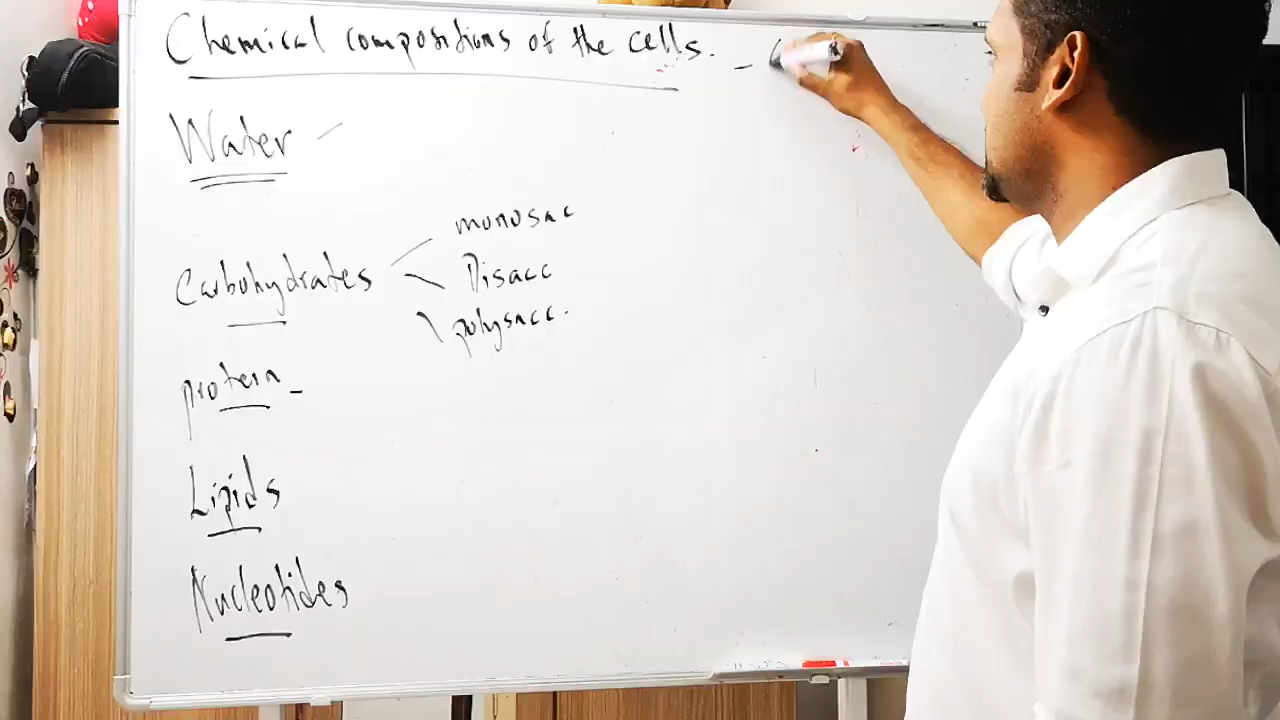 Chemical compositions of the cells. -
Water -
Carbohydrates
monosac
Disacc
polysacc.
protein -
Lipids
Nucleotides